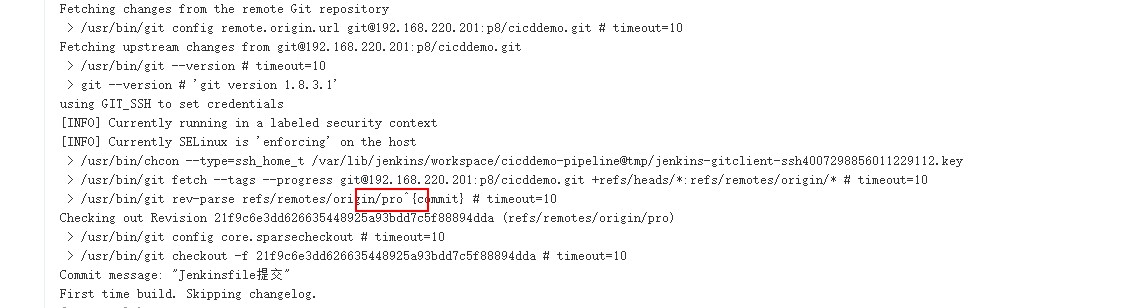 Fetching changes from the remote Git repository
> /usr/bin/git config remote.origin.url git@192.168.220.201:p8/cicddemo.git # timeout=10
Fetching upstream changes from git@192.168.220.201:p8/cicddemo.git
> /usr/bin/git --version # timeout=10
> git --version # 'git version 1.8.3.1'
using GIT_SSH to set credentials
[INFO] Currently running in a labeled security context
[INFO] Currently SELinux is 'enforcing' on the host
> /usr/bin/chcon --type=ssh_home_t /var/lib/jenkins/workspace/cicddemo-pipeline@tmp/jenkins-gitclient-ssh4007298856011229112.key
> /usr/bin/git fetch --tags --progress git@192.168.220.201:p8/cicddemo.git +refs/heads/*:refs/remotes/origin/* # timeout=10
> /usr/bin/git rev-parse refs/remotes/origin/pro^{commit} # timeout=10
Checking out Revision 21f9c6e3dd626635448925a93bdd7c5f88894dda (refs/remotes/origin/pro)
> /usr/bin/git config core.sparsecheckout # timeout=10
> /usr/bin/git checkout -f 21f9c6e3dd626635448925a93bdd7c5f88894dda # timeout=10
Commit message: "Jenkinsfile提交"
First time build. Skipping changelog.